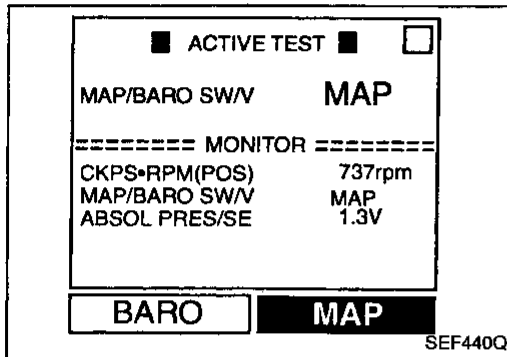 ■ ACTIVE TEST ■ □
MAP/BARO SW/V MAP
======== MONITOR ========
CKPS•RPM(POS) 737rpm
MAP/BARO SW/V MAP
ABSOL PRES/SE 1.3V
BARO MAP
SEF440Q